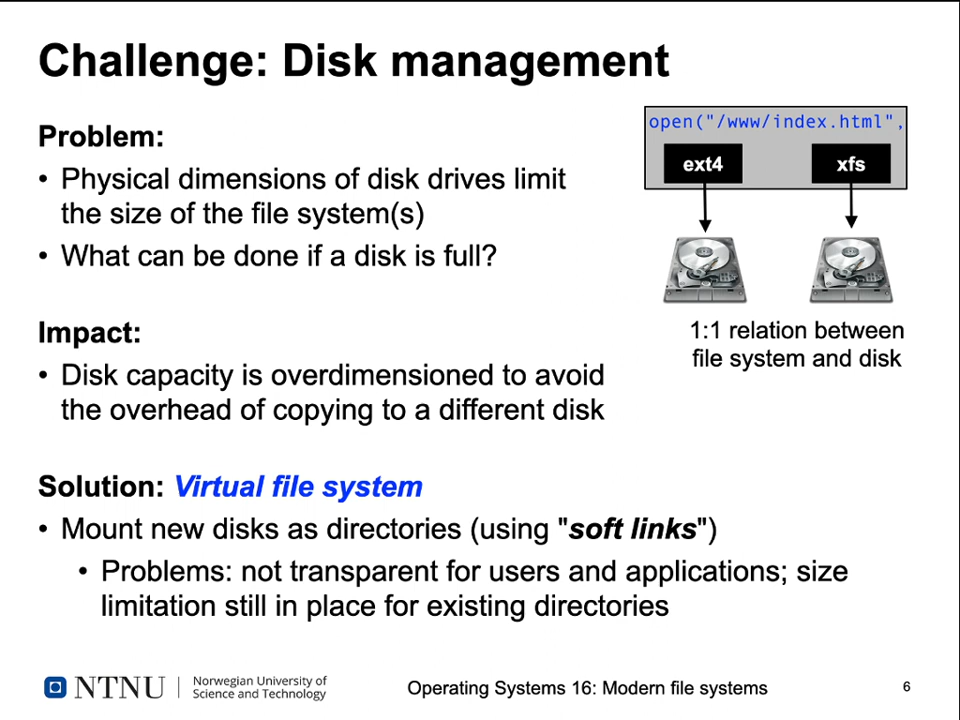 Challenge: Disk management
Problem:
• Physical dimensions of disk drives limit
the size of the file system(s)
• What can be done if a disk is full?
Impact:
• Disk capacity is overdimensioned to avoid
the overhead of copying to a different disk
Solution: Virtual file system
• Mount new disks as directories (using "soft links")
• Problems: not transparent for users and applications; size
limitation still in place for existing directories
open("/www/index.html",
ext4
xfs
1:1 relation between
file system and disk
NTNU
Norwegian University of
Science and Technology
Operating Systems 16: Modern file systems
6